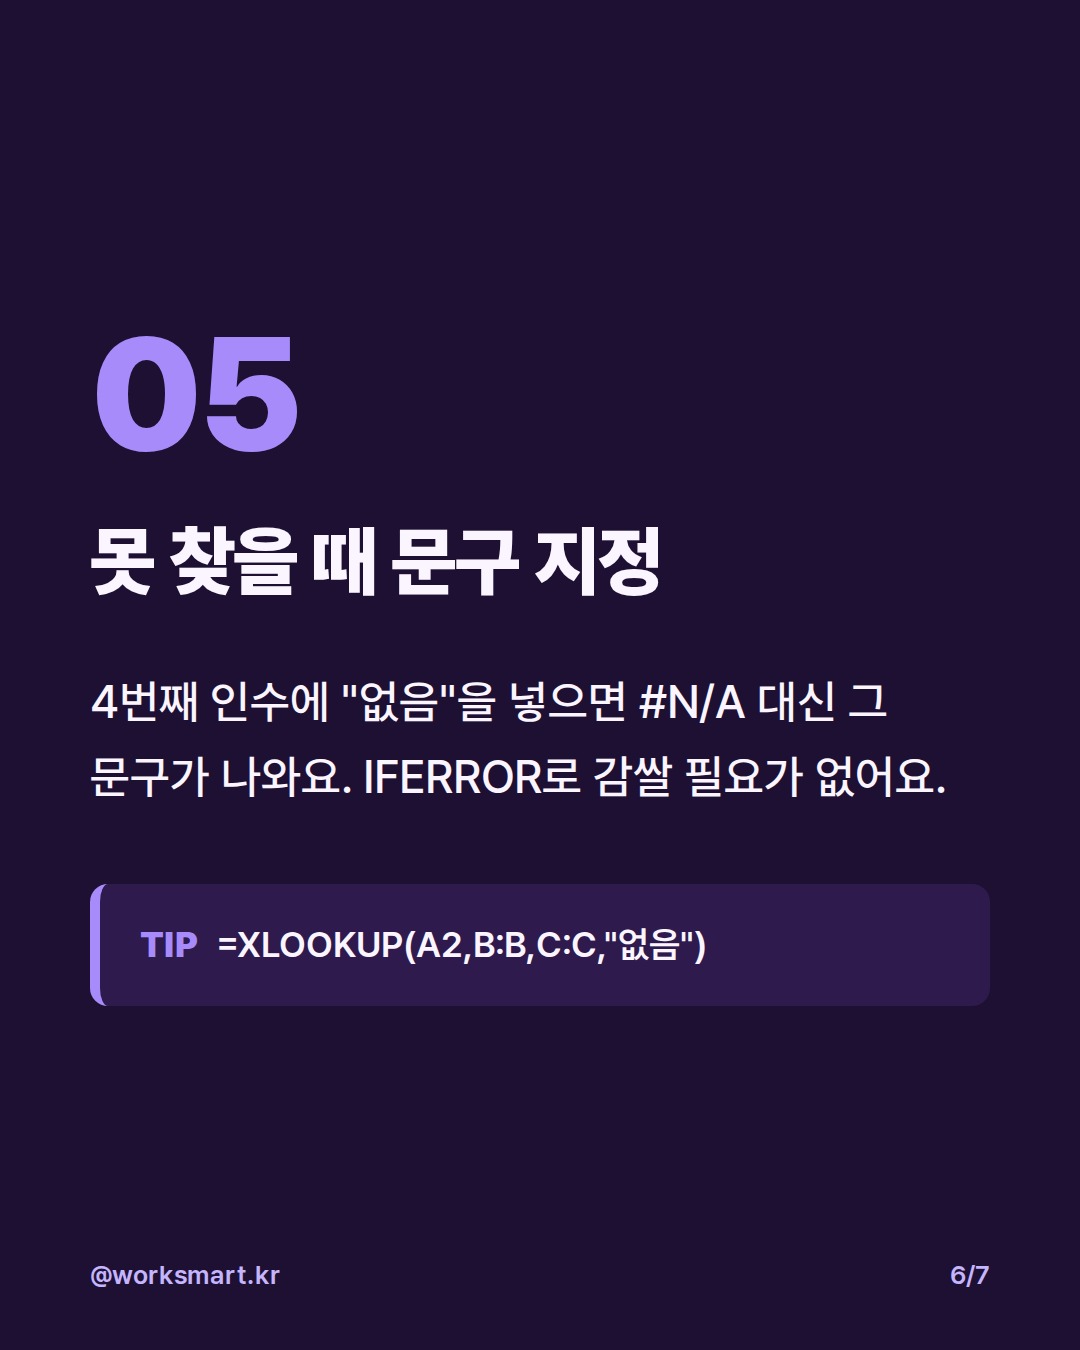 05
못 찾을 때 문구 지정
4번째 인수에 "없음"을 넣으면 #N/A 대신 그
문구가 나와요. IFERROR로 감쌀 필요가 없어요.
TIP =XLOOKUP(A2,B:B,C:C,"없음")
@worksmart.kr
6/7